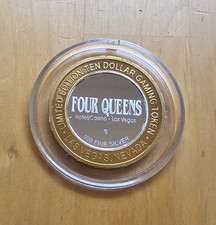 LIMITED EDITION TEN DOLLAR GAMING TOKEN
FOUR QUEENS
Hotel/Casino - Las Vegas
S
.999 FINE SILVER
• LAS VEGAS, NEVADA •